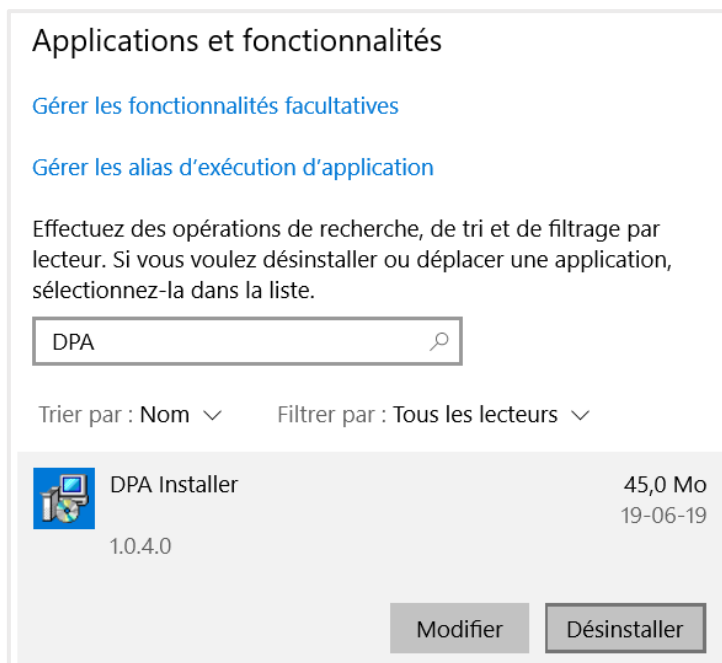 Applications et fonctionnalités
Gérer les fonctionnalités facultatives
Gérer les alias d’exécution d’application
Effectuez des opérations de recherche, de tri et de filtrage par
lecteur. Si vous voulez désinstaller ou déplacer une application,
sélectionnez-la dans la liste.
DPA
Trier par : Nom Filtrer par : Tous les lecteurs
DPA Installer 45,0 Mo
19-06-19
1.0.4.0
Modifier Désinstaller